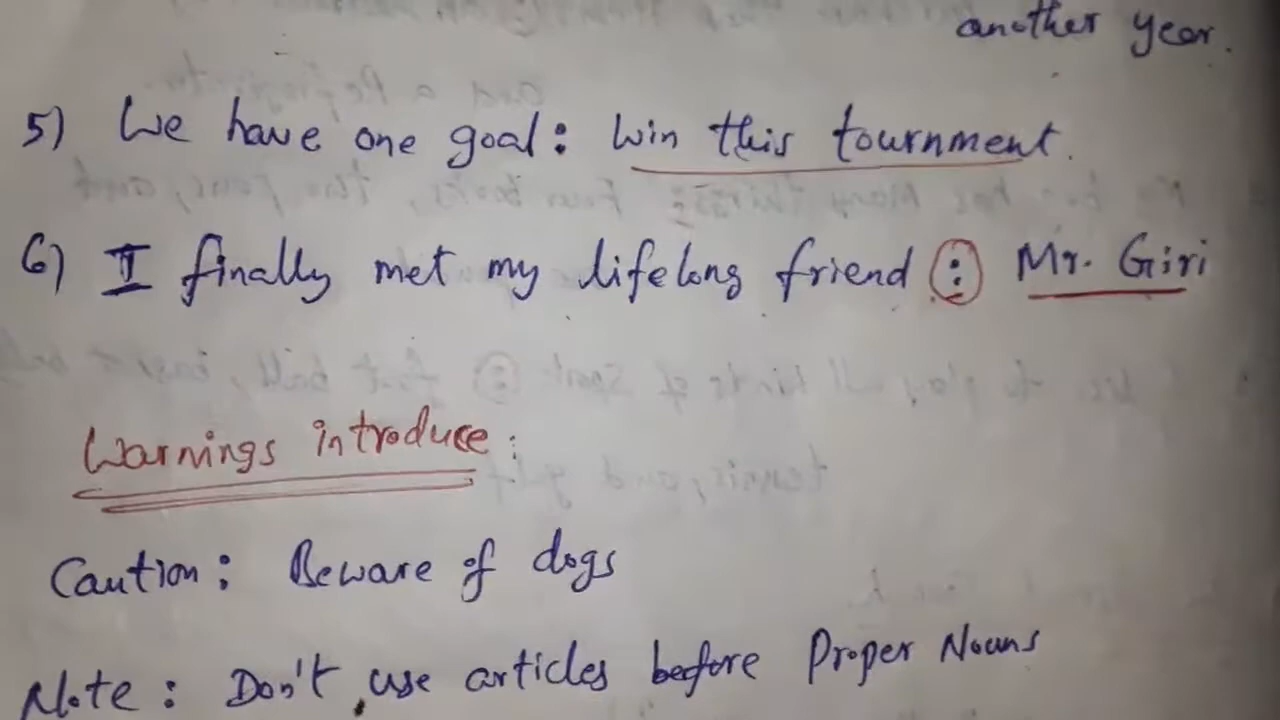 another year.
5) We have one goal: Win this tournment.
6) I finally met my lifelong friend : Mr. Giri
Warnings introduce:
Caution: Beware of dogs
Note: Don't use articles before Proper Nouns